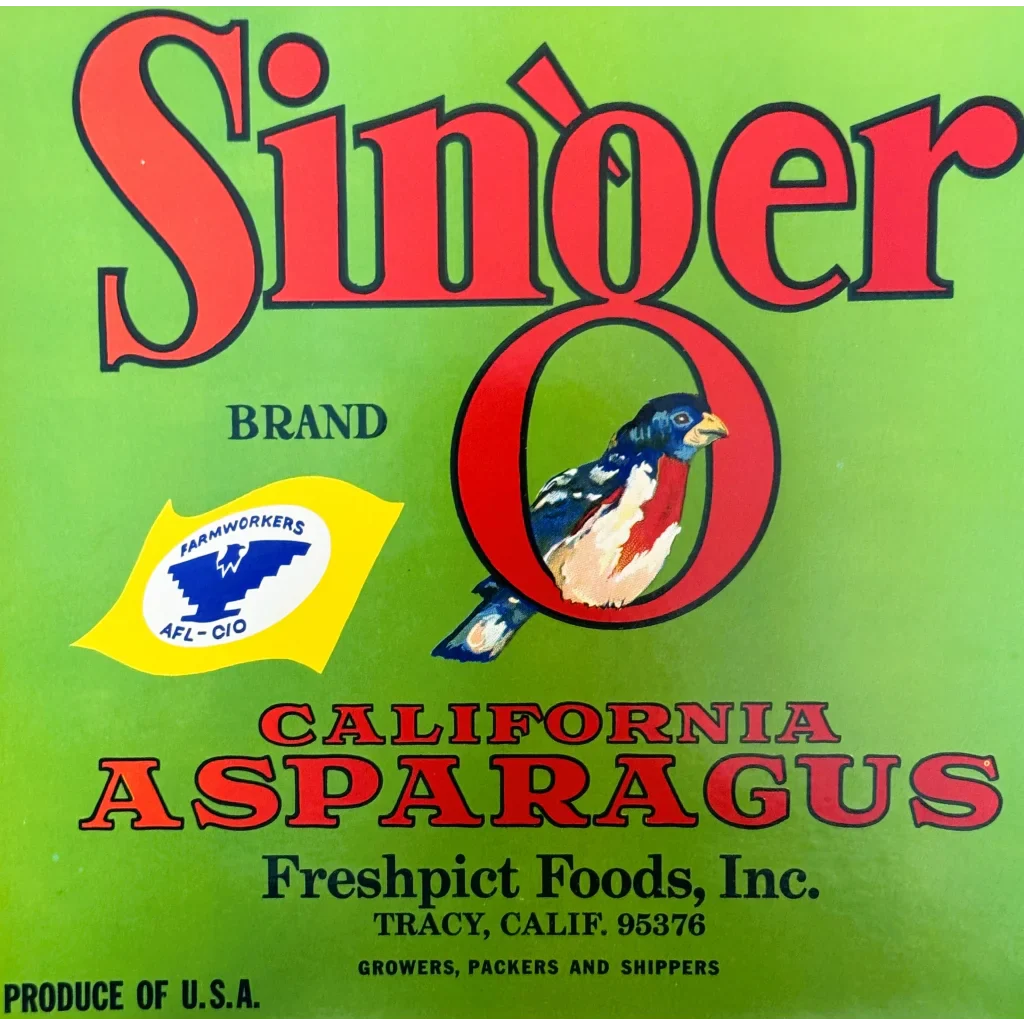 Singer
BRAND
FARMWORKERS
AFL-CIO
CALIFORNIA
ASPARAGUS
Freshpict Foods, Inc.
TRACY, CALIF. 95376
GROWERS, PACKERS AND SHIPPERS
PRODUCE OF U.S.A.